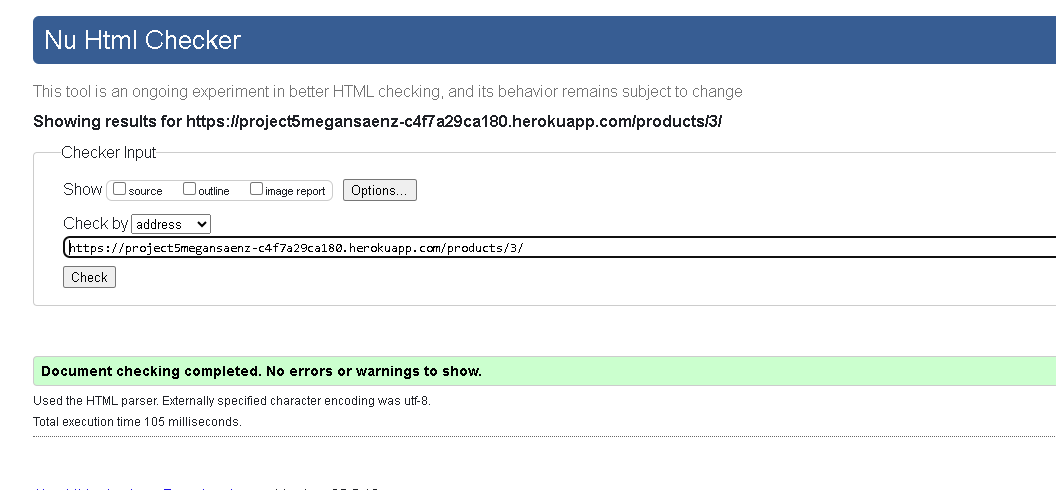 Nu Html Checker
This tool is an ongoing experiment in better HTML checking, and its behavior remains subject to change
Showing results for https://project5megansaenz-c4f7a29ca180.herokuapp.com/products/3/
Checker Input
Show source outline image report Options...
Check by address
https://project5megansaenz-c4f7a29ca180.herokuapp.com/products/3/
Check
Document checking completed. No errors or warnings to show.
Used the HTML parser. Externally specified character encoding was utf-8.
Total execution time 105 milliseconds.